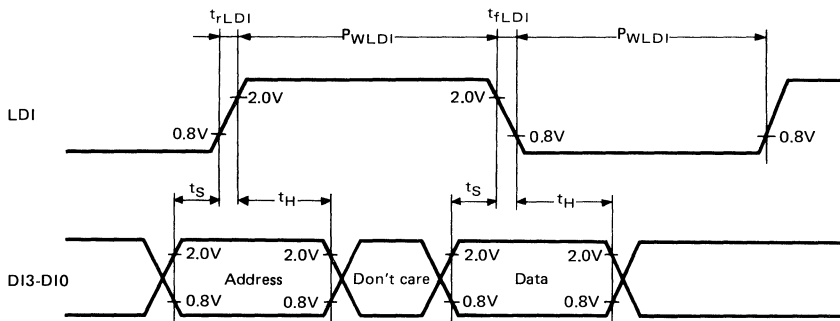 trLDI PWLDI tfLDI PWLDI
LDI 2.0V 2.0V
0.8V 0.8V 0.8V
tS tH tS tH
2.0V 2.0V 2.0V 2.0V
DI3-DI0 Address Don't care Data
0.8V 0.8V 0.8V 0.8V